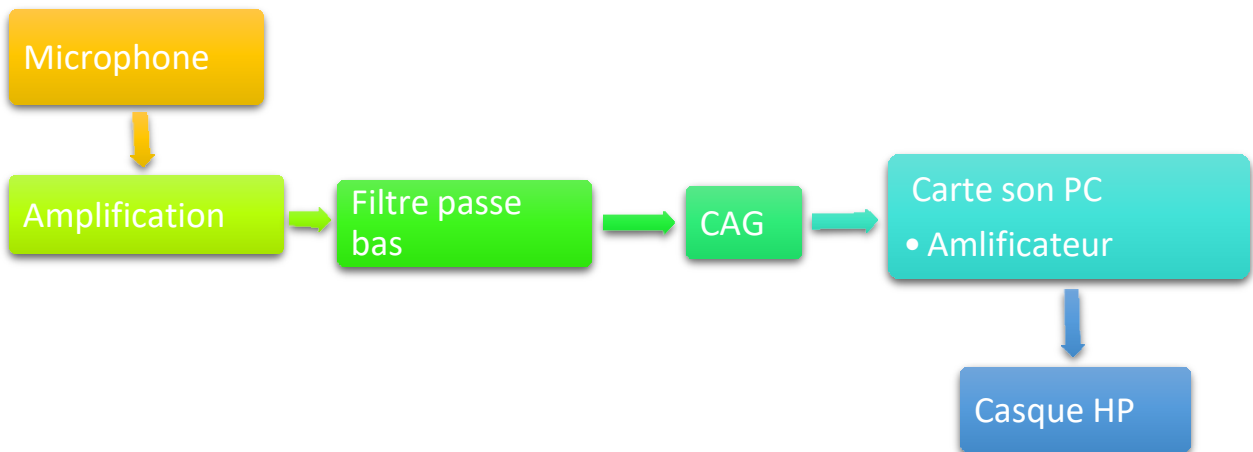 Microphone
Amplification
Filtre passe
bas
CAG
Carte son PC
• Amlificateur
Casque HP